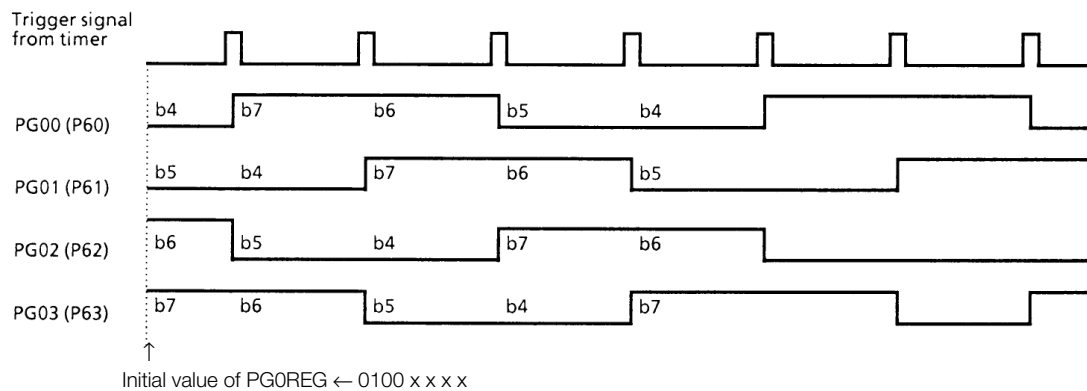 Trigger signal
from timer
b4 b7 b6 b5 b4
PG00 (P60)
b5 b4 b7 b6 b5
PG01 (P61)
b6 b5 b4 b7 b6
PG02 (P62)
b7 b6 b5 b4 b7
PG03 (P63)
↑
Initial value of PG0REG ← 0100 x x x x